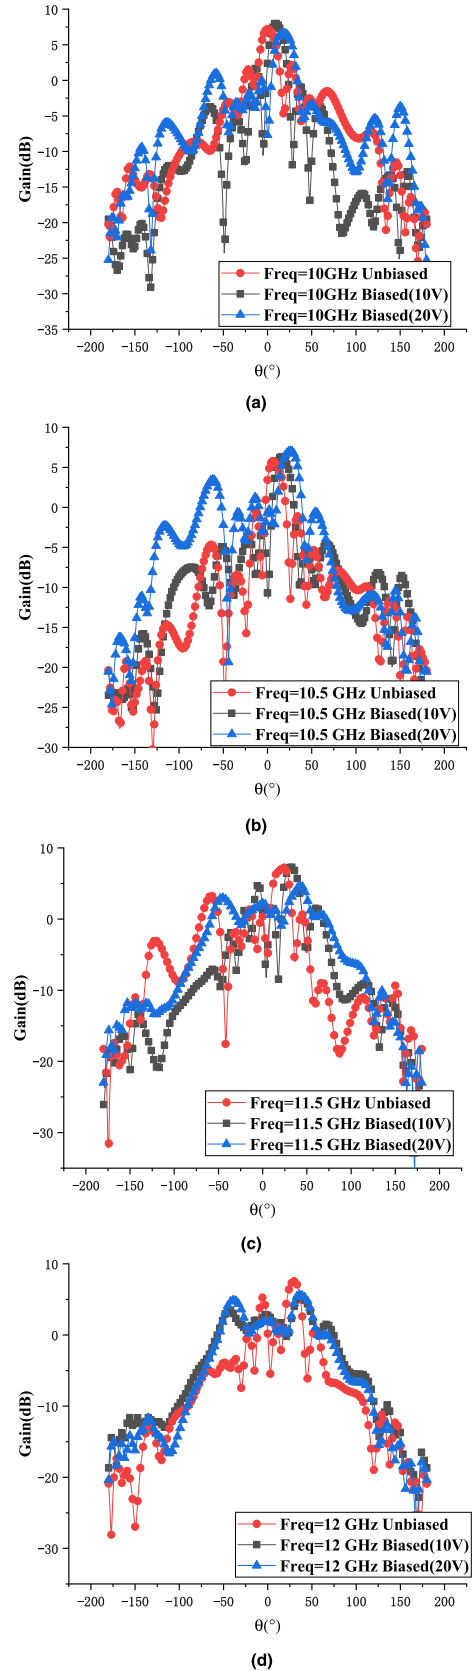 10
5
0
−5
−10
−15
−20
−25
−30
−35
Gain(dB)
Freq=10GHz Unbiased
Freq=10GHz Biased(10V)
Freq=10GHz Biased(20V)
−200 −150 −100 −50 0 50 100 150 200
θ(°)
(a)
10
5
0
−5
−10
−15
−20
−25
−30
Gain(dB)
Freq=10.5 GHz Unbiased
Freq=10.5 GHz Biased(10V)
Freq=10.5 GHz Biased(20V)
−200 −150 −100 −50 0 50 100 150 200
θ(°)
(b)
10
0
−10
−20
−30
Gain(dB)
Freq=11.5 GHz Unbiased
Freq=11.5 GHz Biased(10V)
Freq=11.5 GHz Biased(20V)
−200 −150 −100 −50 0 50 100 150 200
θ(°)
(c)
10
0
−10
−20
−30
Gain(dB)
Freq=12 GHz Unbiased
Freq=12 GHz Biased(10V)
Freq=12 GHz Biased(20V)
−200 −150 −100 −50 0 50 100 150 200
θ(°)
(d)